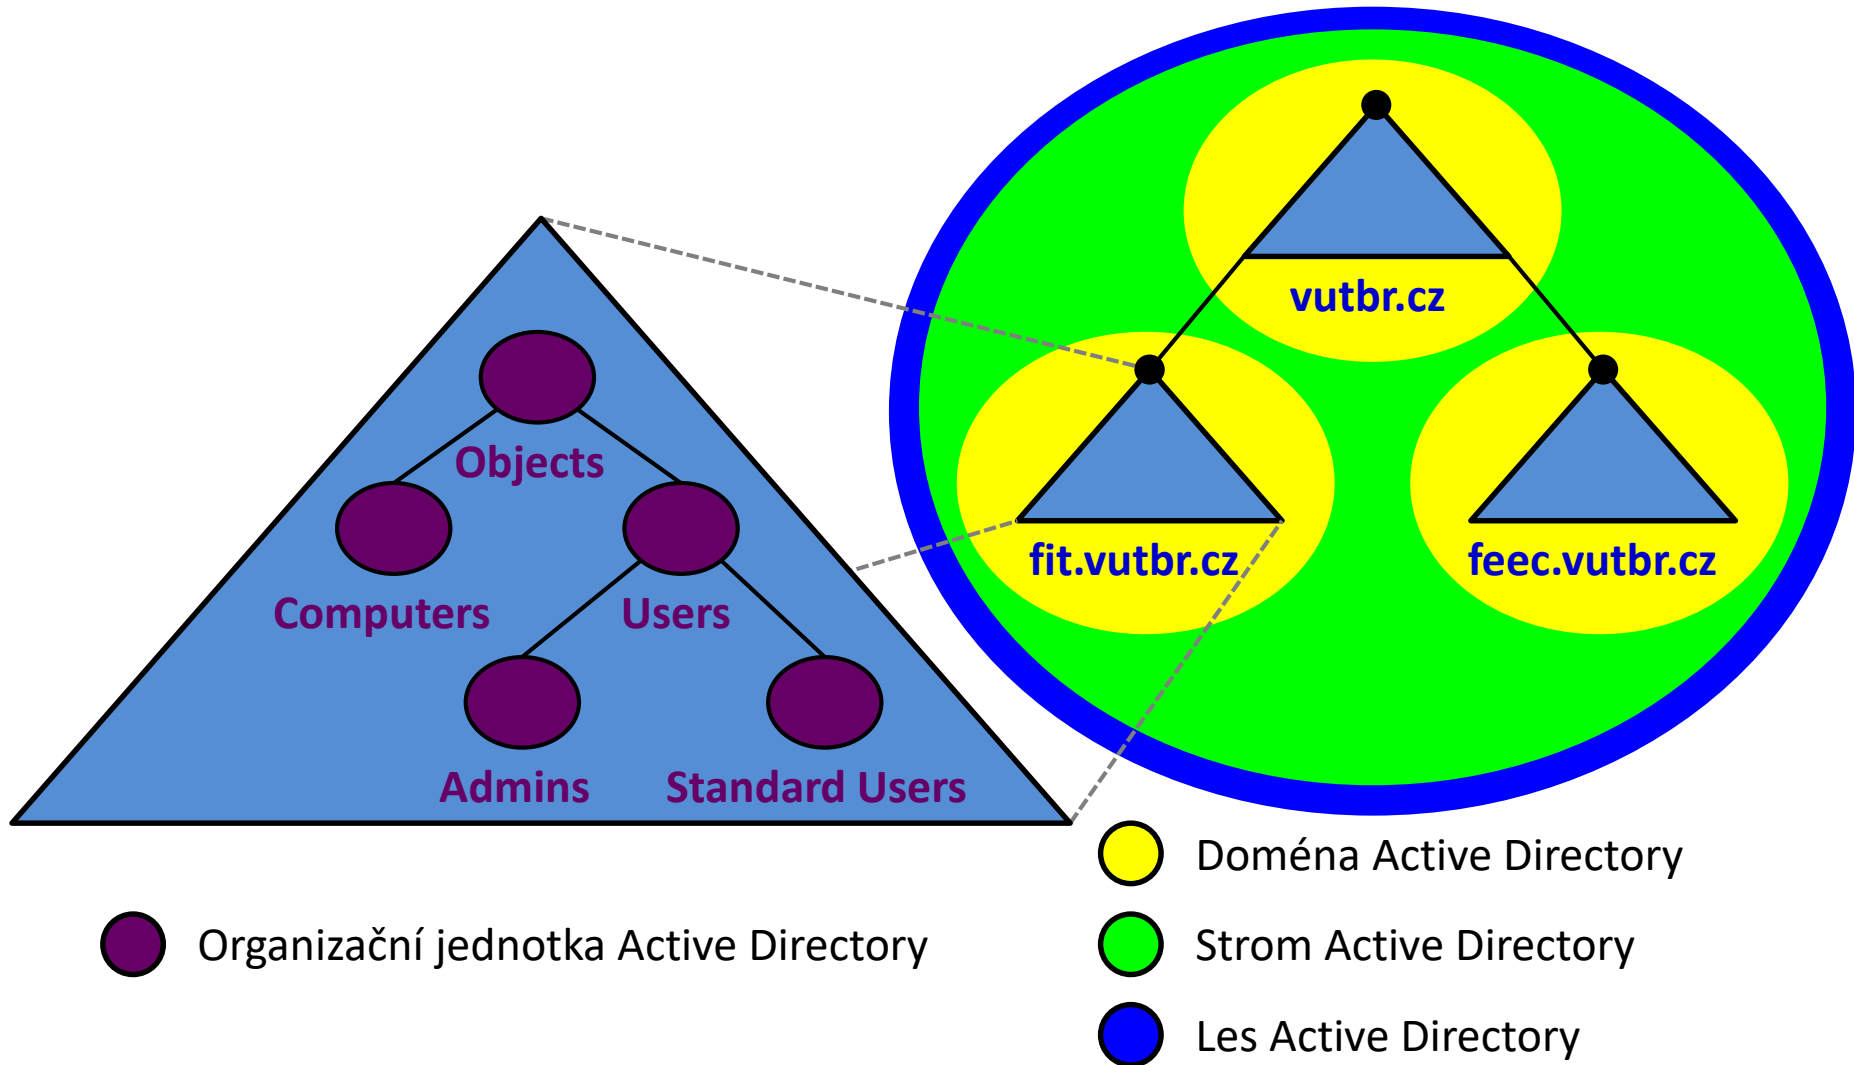 vutbr.cz
Objects
fit.vutbr.cz
feec.vutbr.cz
Computers
Users
Admins
Standard Users
Doména Active Directory
Organizační jednotka Active Directory
Strom Active Directory
Les Active Directory